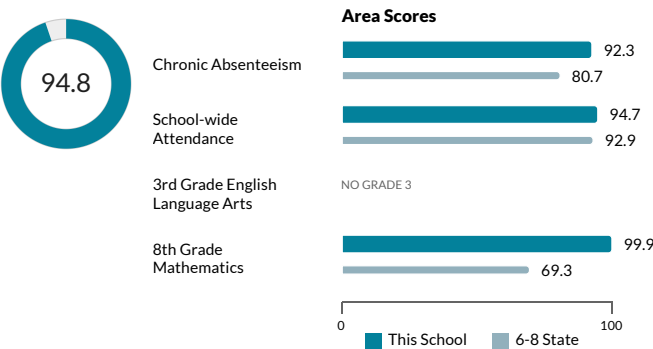 Area Scores
94.8
Chronic Absenteeism
92.3
80.7
School-wide
Attendance
94.7
92.9
3rd Grade English
Language Arts
NO GRADE 3
8th Grade
Mathematics
99.9
69.3
0
100
This School
6-8 State